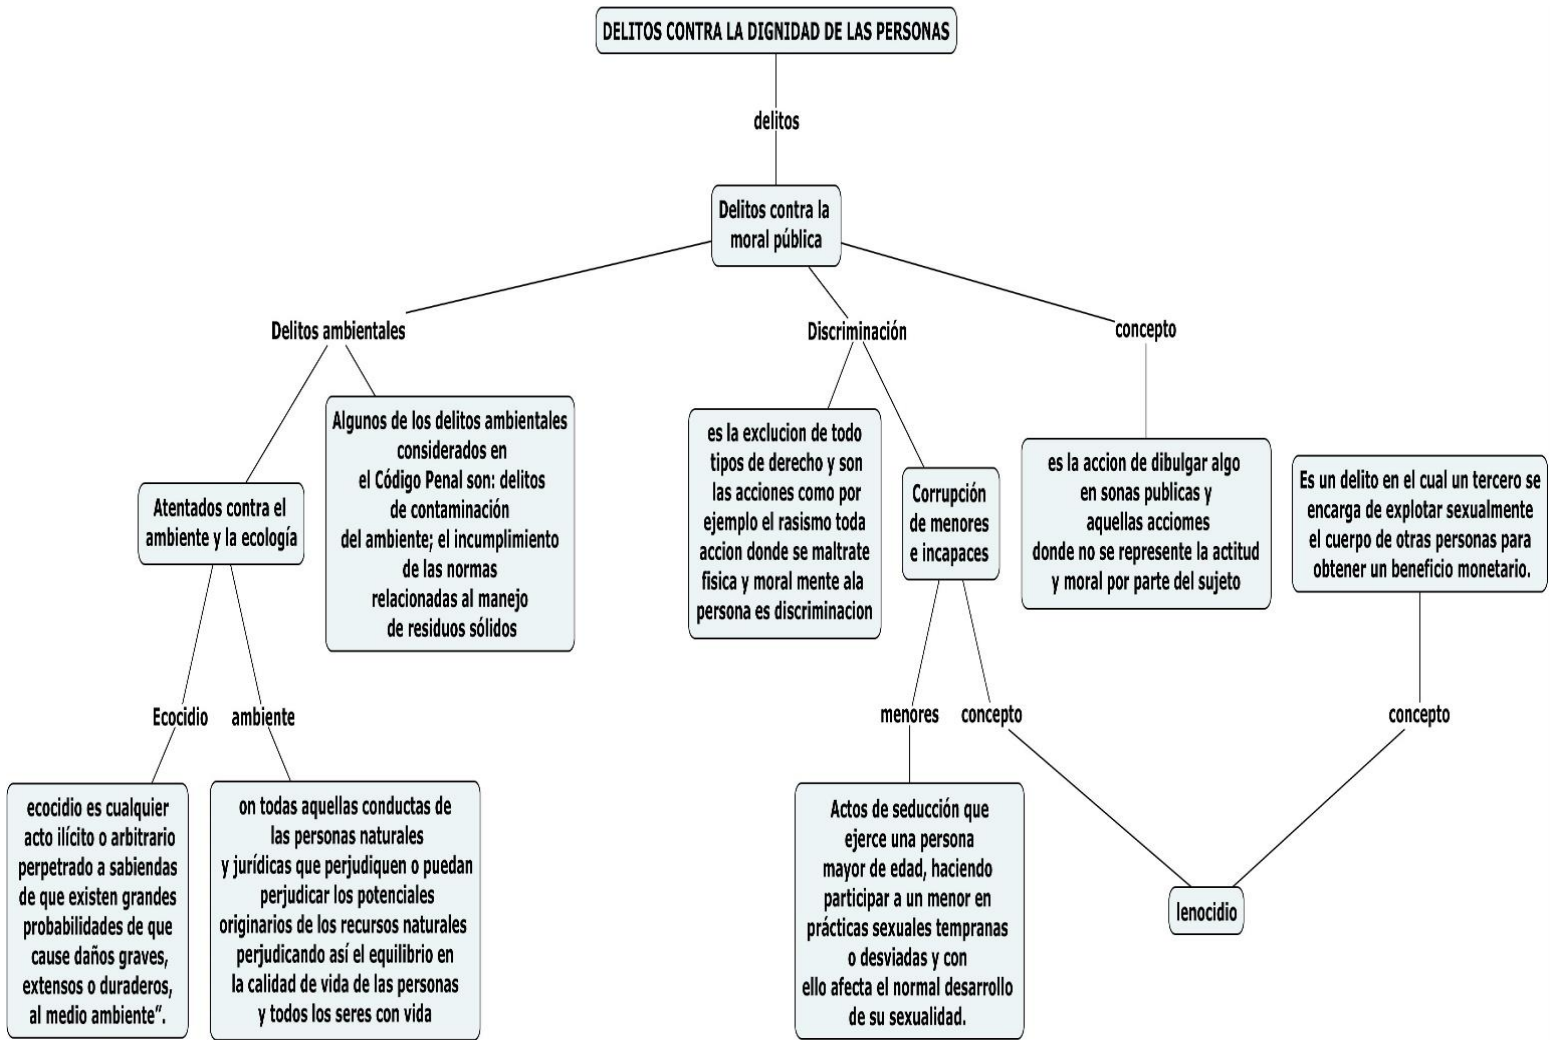 DELITOS CONTRA LA DIGNIDAD DE LAS PERSONAS
delitos
Delitos contra la
moral pública
Delitos ambientales
Discriminación
concepto
Algunos de los delitos ambientales
considerados en
el Código Penal son: delitos
de contaminación
del ambiente; el incumplimiento
de las normas
relacionadas al manejo
de residuos sólidos
Atentados contra el
ambiente y la ecología
es la exclucion de todo
tipos de derecho y son
las acciones como por
ejemplo el rasismo toda
accion donde se maltrate
fisica y moral mente ala
persona es discriminacion
Corrupción
de menores
e incapaces
es la accion de dibulgar algo
en sonas publicas y
aquellas acciomes
donde no se represente la actitud
y moral por parte del sujeto
Es un delito en el cual un tercero se
encarga de explotar sexualmente
el cuerpo de otras personas para
obtener un beneficio monetario.
Ecocidio
ambiente
menores
concepto
concepto
ecocidio es cualquier
acto ilícito o arbitrario
perpetrado a sabiendas
de que existen grandes
probabilidades de que
cause daños graves,
extensos o duraderos,
al medio ambiente”.
on todas aquellas conductas de
las personas naturales
y jurídicas que perjudiquen o puedan
perjudicar los potenciales
originarios de los recursos naturales
perjudicando así el equilibrio en
la calidad de vida de las personas
y todos los seres con vida
Actos de seducción que
ejerce una persona
mayor de edad, haciendo
participar a un menor en
prácticas sexuales tempranas
o desviadas y con
ello afecta el normal desarrollo
de su sexualidad.
lenocidio